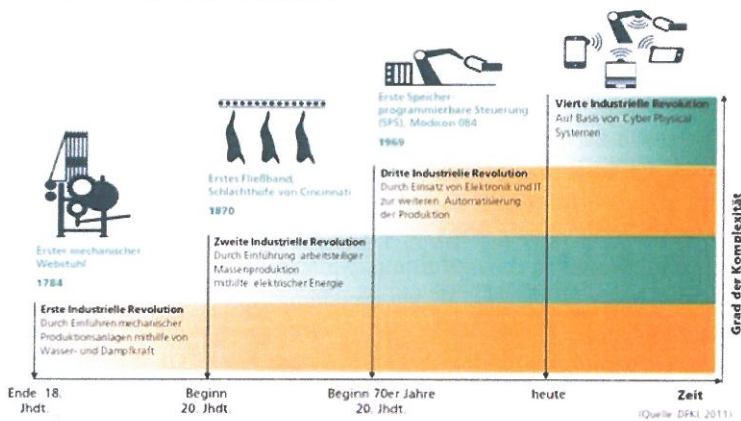 Vierte Industrielle Revolution
Auf Basis von Cyber Physical
Systemen
Erste Speicher
programmierbare Steuerung
(SPS), Modicon 084
1969
Dritte Industrielle Revolution
Durch Einsatz von Elektronik und IT
zur weiteren Automatisierung
der Produktion
Erstes Fließband,
Schlachthöfe von Cincinnati
1870
Zweite Industrielle Revolution
Durch Einführung arbeitsteiliger
Massenproduktion
mithilfe elektrischer Energie
Erster mechanischer
Webstuhl
1784
Erste Industrielle Revolution
Durch Einführen mechanischer
Produktionsanlagen mithilfe von
Wasser- und Dampfkraft
Grad der Komplexität
Ende 18.
Jhdt.
Beginn
20. Jhdt.
Beginn 70er Jahre
20. Jhdt.
heute
Zeit
(Quelle: DFKI, 2011)